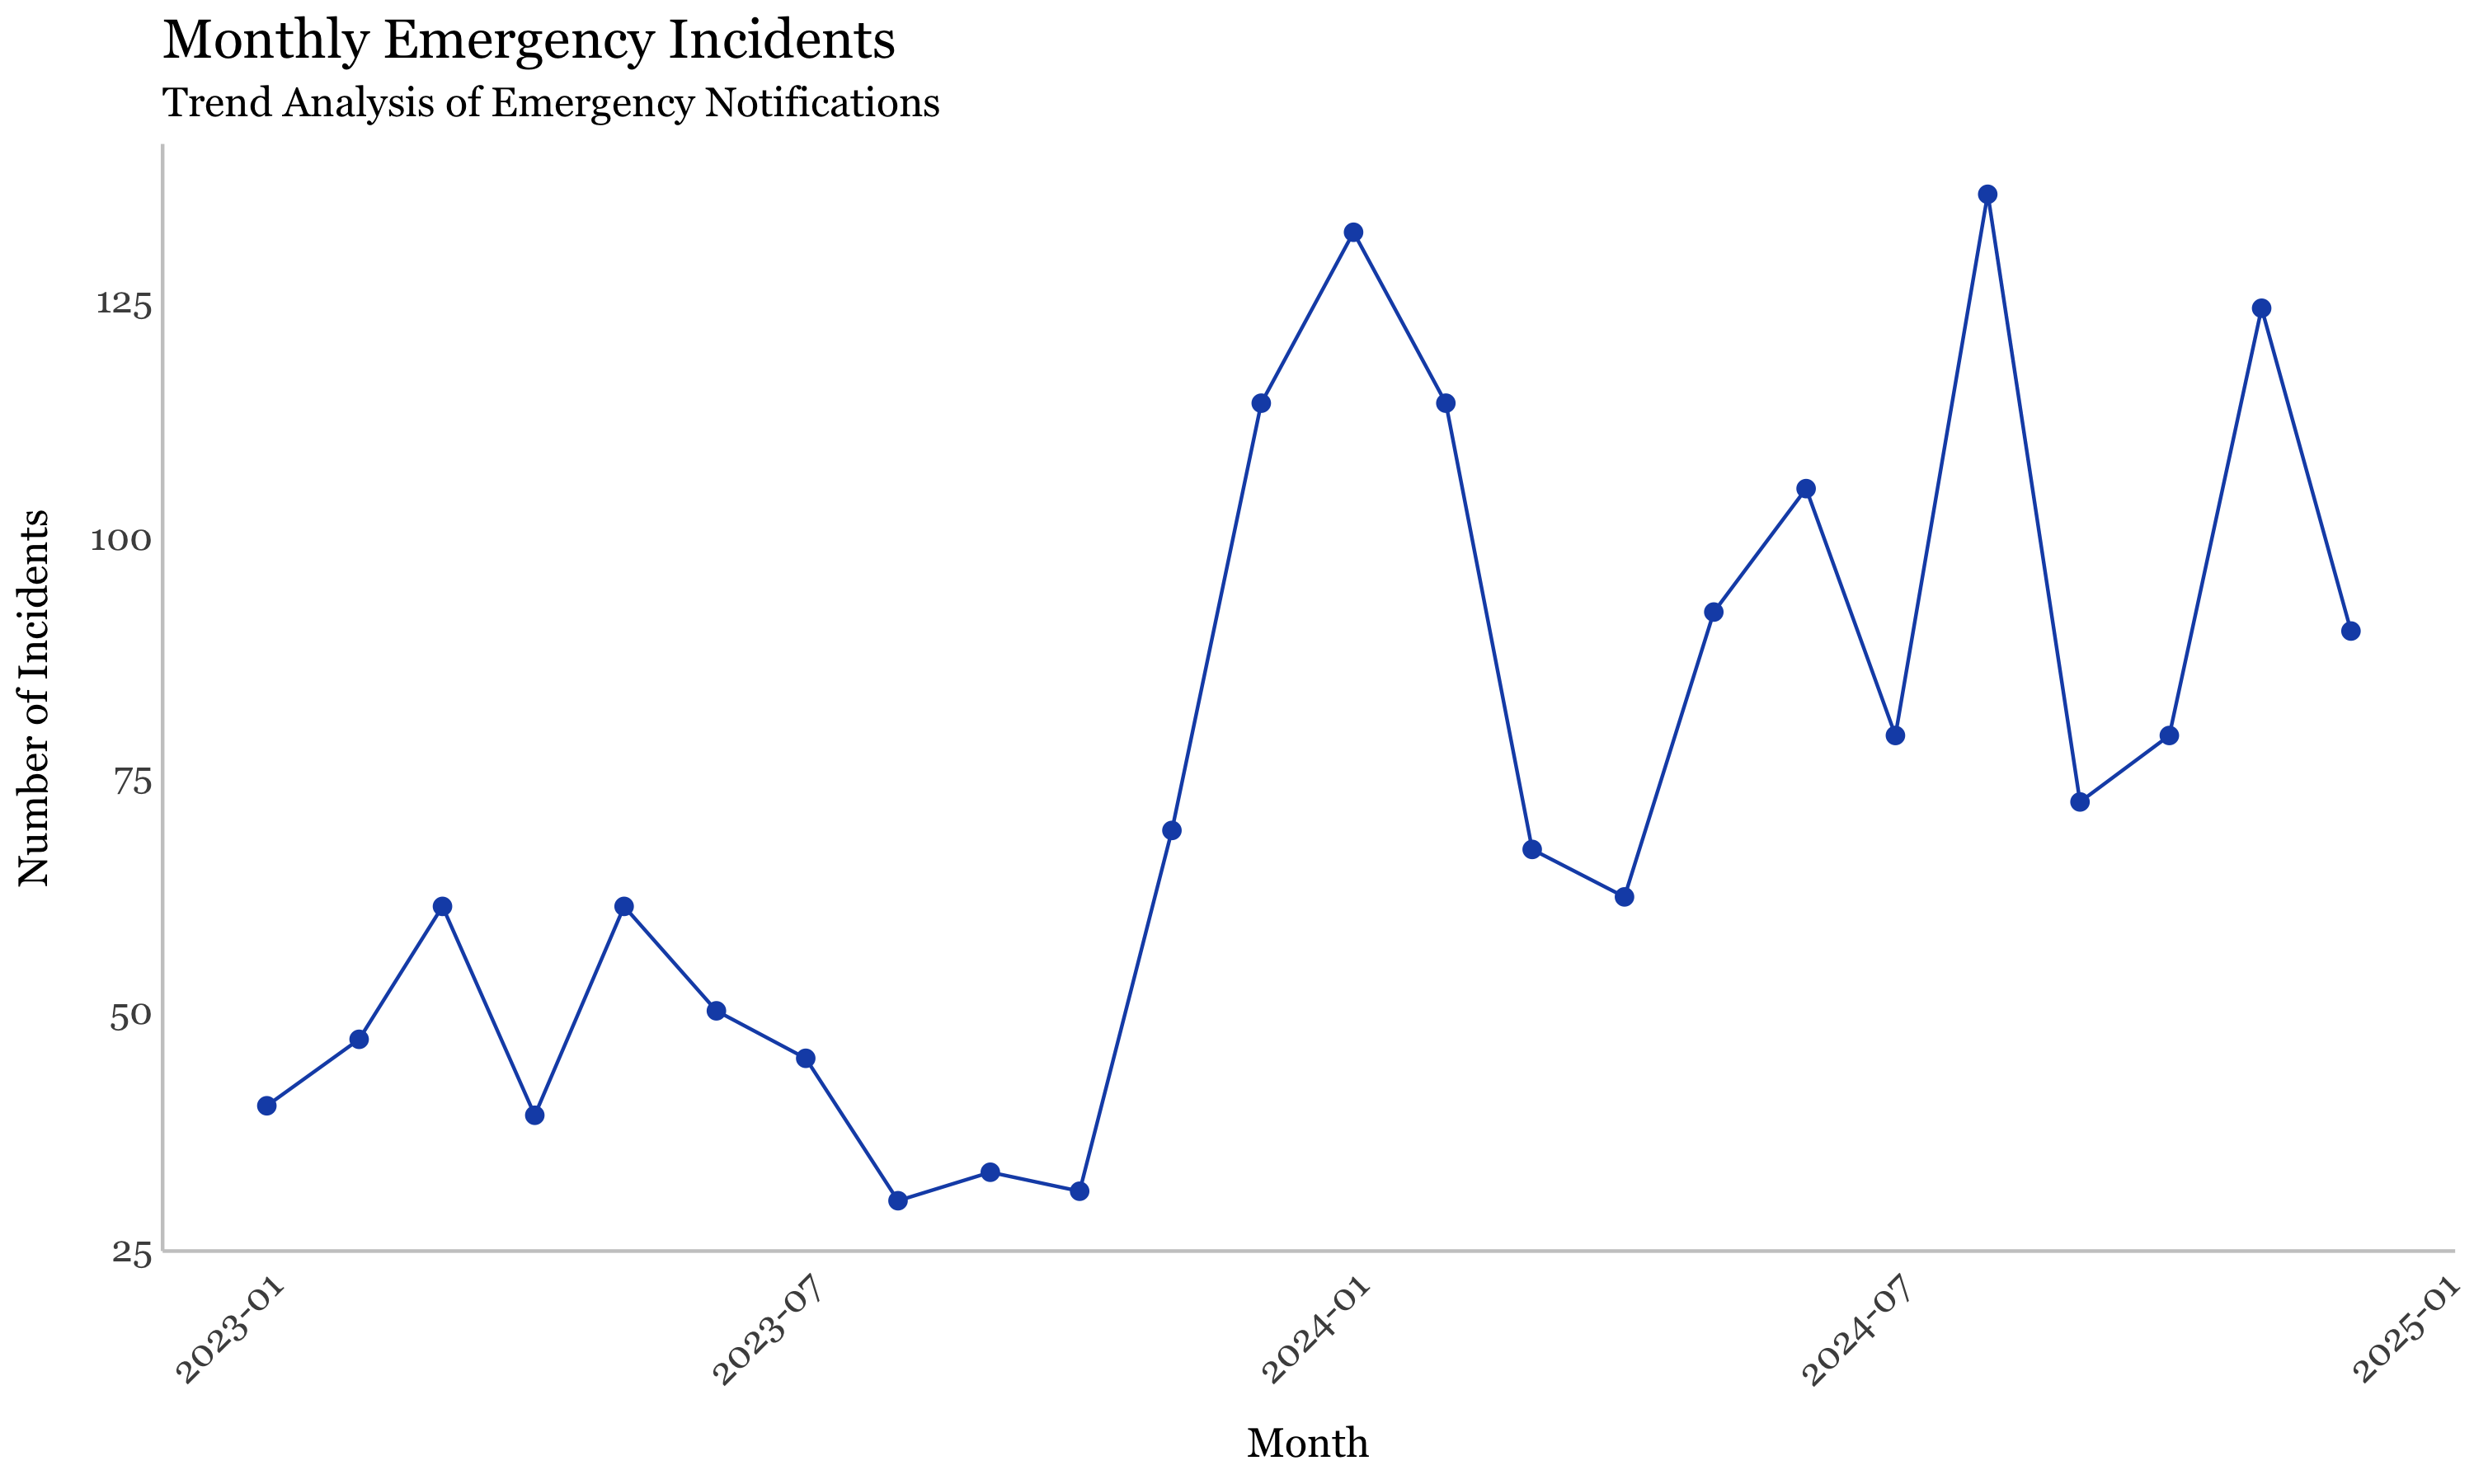 Monthly Emergency Incidents
Trend Analysis of Emergency Notifications
Number of Incidents
125
100
75
50
25
2023-01
2023-07
2024-01
2024-07
2025-01
Month